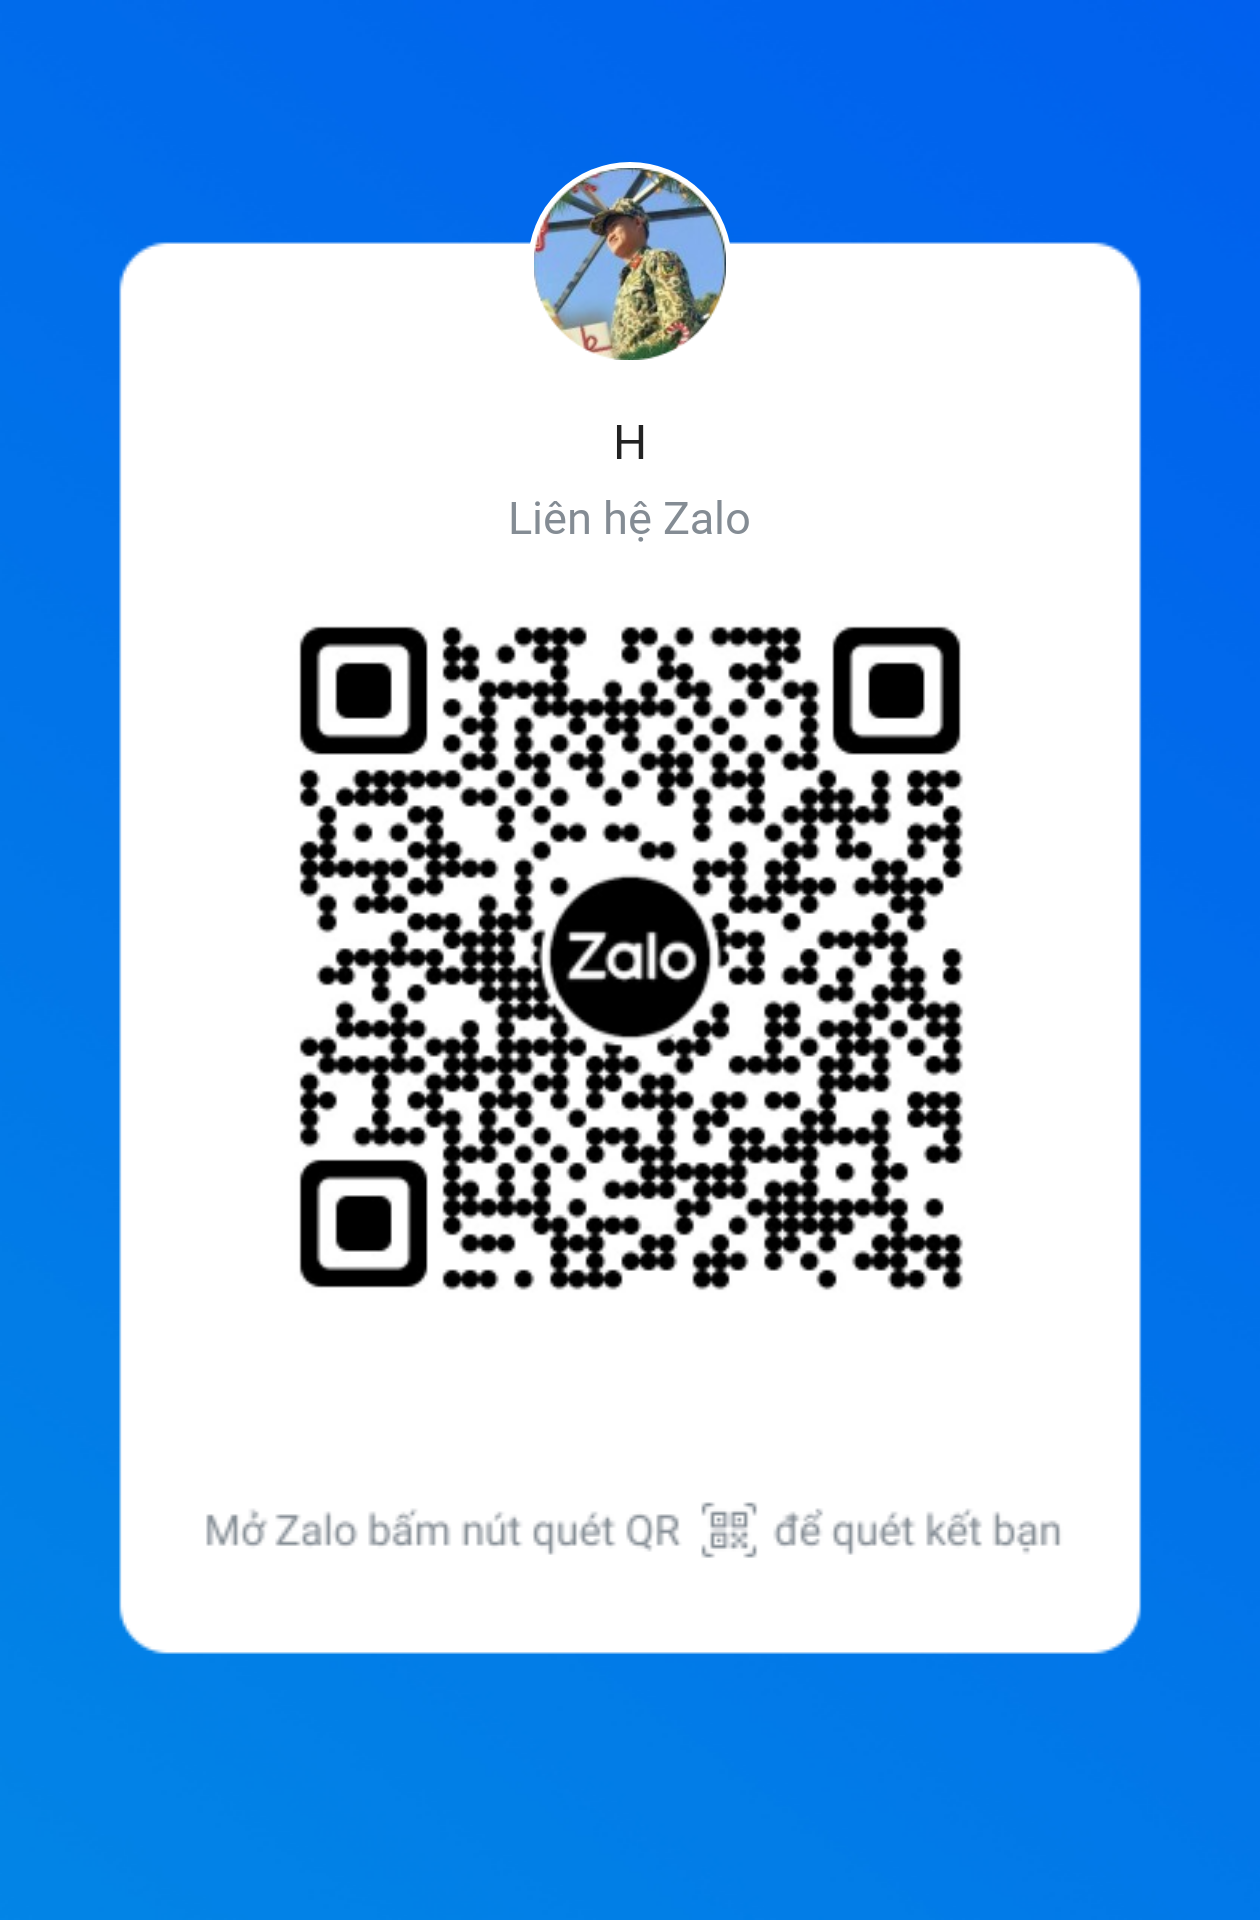 H
Liên hệ Zalo
Zalo
Mở Zalo bấm nút quét QR để quét kết bạn